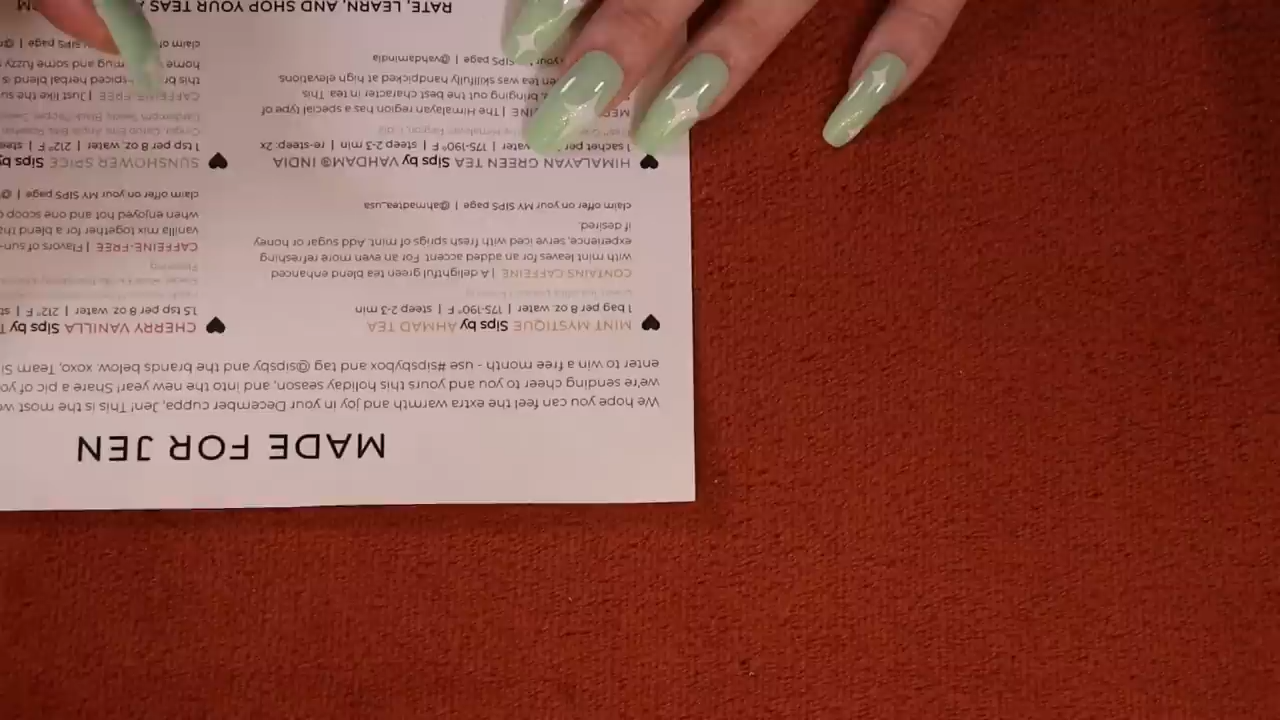 MADE FOR JEN
We hope you can feel the extra warmth and joy in your December cuppa, Jen! This is the most
we're sending cheer to you and yours this holiday season, and into the new year! Share a pic of
enter to win a free month - use #sipsbybox and tag @sipsby and the brands below. xoxo, Team
MINT MYSTIQUE Sips by AHMAD TEA
1 bag per 8 oz. water | 175-190° F | steep 2-3 min
CONTAINS CAFFEINE | A delightful green tea blend enhanced
with mint leaves for an added accent. For an even more refreshing
experience, serve iced with fresh sprigs of mint. Add sugar or honey
if desired.
claim offer on your MY SIPS page | @ahmadtea_usa
HIMALAYAN GREEN TEA Sips by VAHDAM® INDIA
1 sachet per water | 175-190° F | steep 2-3 min | re-steep: 2x
| The Himalayan region has a special type of
tea was skillfully handpicked at high elevations
bringing out the best character in tea. This
SIPS page | @vahdamindia
CHERRY VANILLA Sips by
1.5 tsp per 8 oz water | 212° F |
CAFFEINE-FREE | Flavors of
vanilla mix together for a blend
when enjoyed hot and one scoop
claim offer on your MY SIPS page |
SUNSHOWER SPICE Sips by
1 tsp per 8 oz water | 212° F |
CAFFEINE-FREE | Just like the
this spiced herbal blend is
home mug and some fuzzy
claim offer on your MY SIPS page |
RATE, LEARN, AND SHOP YOUR TEAS